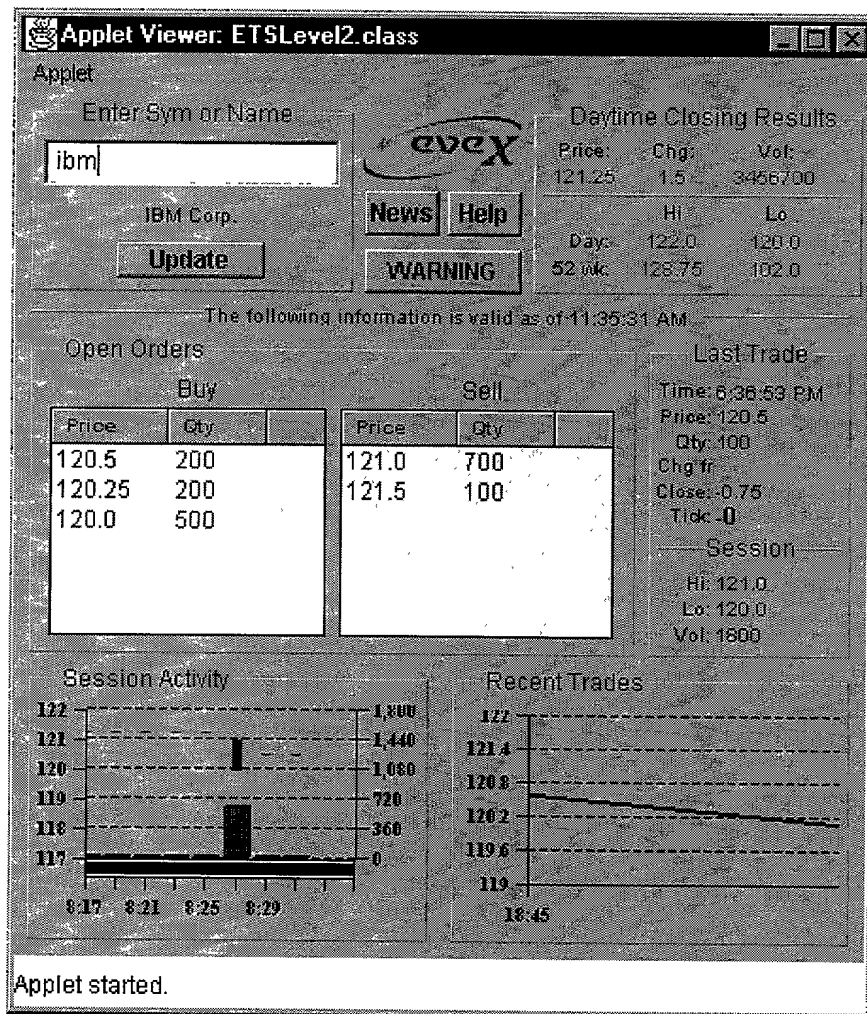 Applet Viewer: ETSLevel2.class
Applet
Enter Sym or Name
ibm
IBM Corp.
Update
evex
News Help
WARNING
Daytime Closing Results
Price: Chg: Vol:
121.25 1.5 3456700
Hi Lo
Day: 122.0 120.0
52 wk: 128.75 102.0
The following information is valid as of 11:35:31 AM
Open Orders
Buy
Price Qty
120.5 200
120.25 200
120.0 500
Sell
Price Qty
121.0 700
121.5 100
Last Trade
Time: 6:36:53 PM
Price: 120.5
Qty: 100
Chg fr
Close: -0.75
Tick: -0
Session
Hi: 121.0
Lo: 120.0
Vol: 1800
Session Activity
122 1,800
121 1,440
120 1,080
119 720
118 360
117 0
8:17 8:21 8:25 8:29
Recent Trades
122
121.4
120.8
120.2
119.6
119
18:45
Applet started.